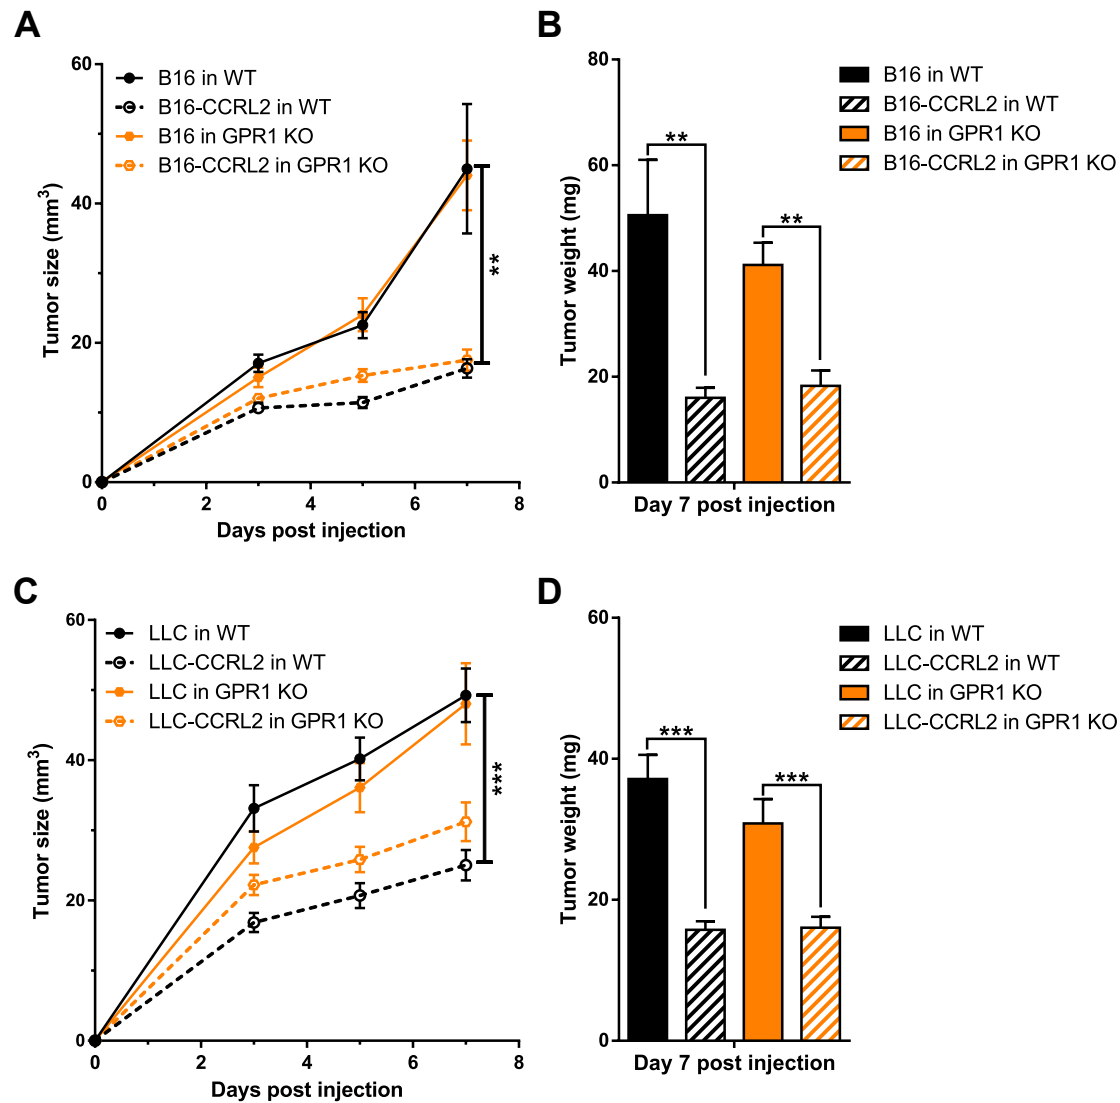 A
60
40
20
0
0
2
4
6
8
Tumor size (mm³)
Days post injection
B16 in WT
B16-CCRL2 in WT
B16 in GPR1 KO
B16-CCRL2 in GPR1 KO
**
B
80
60
40
20
0
Tumor weight (mg)
Day 7 post injection
**
**
B16 in WT
B16-CCRL2 in WT
B16 in GPR1 KO
B16-CCRL2 in GPR1 KO
C
60
40
20
0
0
2
4
6
8
Tumor size (mm³)
Days post injection
LLC in WT
LLC-CCRL2 in WT
LLC in GPR1 KO
LLC-CCRL2 in GPR1 KO
***
D
60
40
20
0
Tumor weight (mg)
Day 7 post injection
***
***
LLC in WT
LLC-CCRL2 in WT
LLC in GPR1 KO
LLC-CCRL2 in GPR1 KO